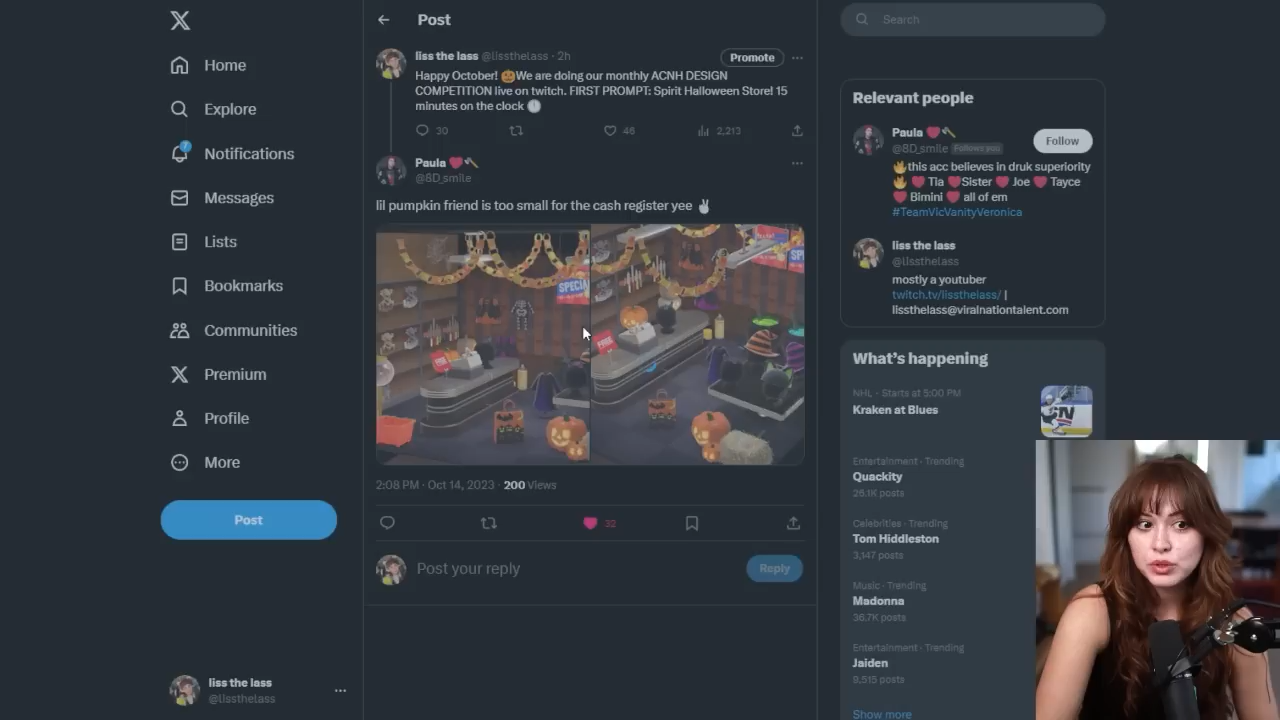 Home
Explore
Notifications
Messages
Lists
Bookmarks
Communities
Premium
Profile
More
Post
liss the lass
@lissthelass
Post
liss the lass @lissthelass · 2h
Promote
Happy October! 🎃We are doing our monthly ACNH DESIGN
COMPETITION live on twitch. FIRST PROMPT: Spirit Halloween Store! 15
minutes on the clock 🕛
30
46
2,213
Paula ❤️🔨
@8D_smile
lil pumpkin friend is too small for the cash register yee ✌
SPECIAL
2:08 PM · Oct 14, 2023 · 200 Views
32
Post your reply
Reply
Search
Relevant people
Paula ❤️🔨
@8D_smile Follows you
Follow
🔥this acc believes in druk superiority
🔥 ❤️ Tia ❤️Sister ❤️ Joe ❤️ Tayce
❤️ Bimini ❤️ all of em
#TeamVicVanityVeronica
liss the lass
@lissthelass
mostly a youtuber
twitch.tv/lissthelass/ |
lissthelass@viralnationtalent.com
What's happening
NHL · Starts at 5:00 PM
Kraken at Blues
Entertainment · Trending
Quackity
26.1K posts
Celebrities · Trending
Tom Hiddleston
3,147 posts
Music · Trending
Madonna
36.7K posts
Entertainment · Trending
Jaiden
9,515 posts
Show more